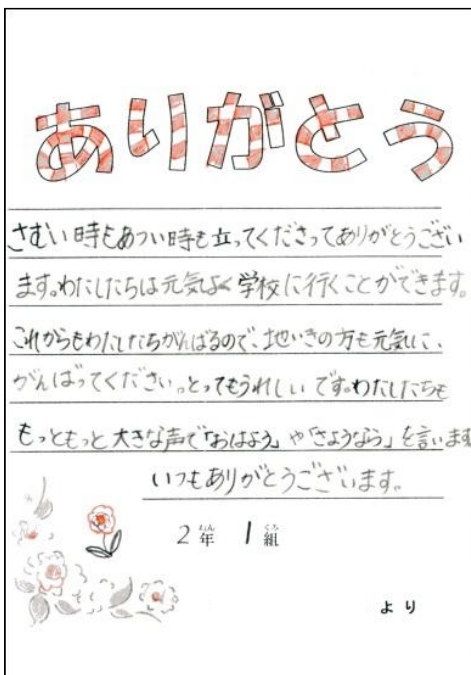 ありがとう
さむい時もあつい時も立ってくださってありがとうござい
ます。わたしたちは元気よく学校に行くことができます。
これからもわたしたちがんばるので、地いきの方も元気に、
がんばってください。とってもうれしいです。わたしたちも
もっともっと大きな声で「おはよう」や「さようなら」を言います
いつもありがとうございます。
2年ねん 1組くみ
より